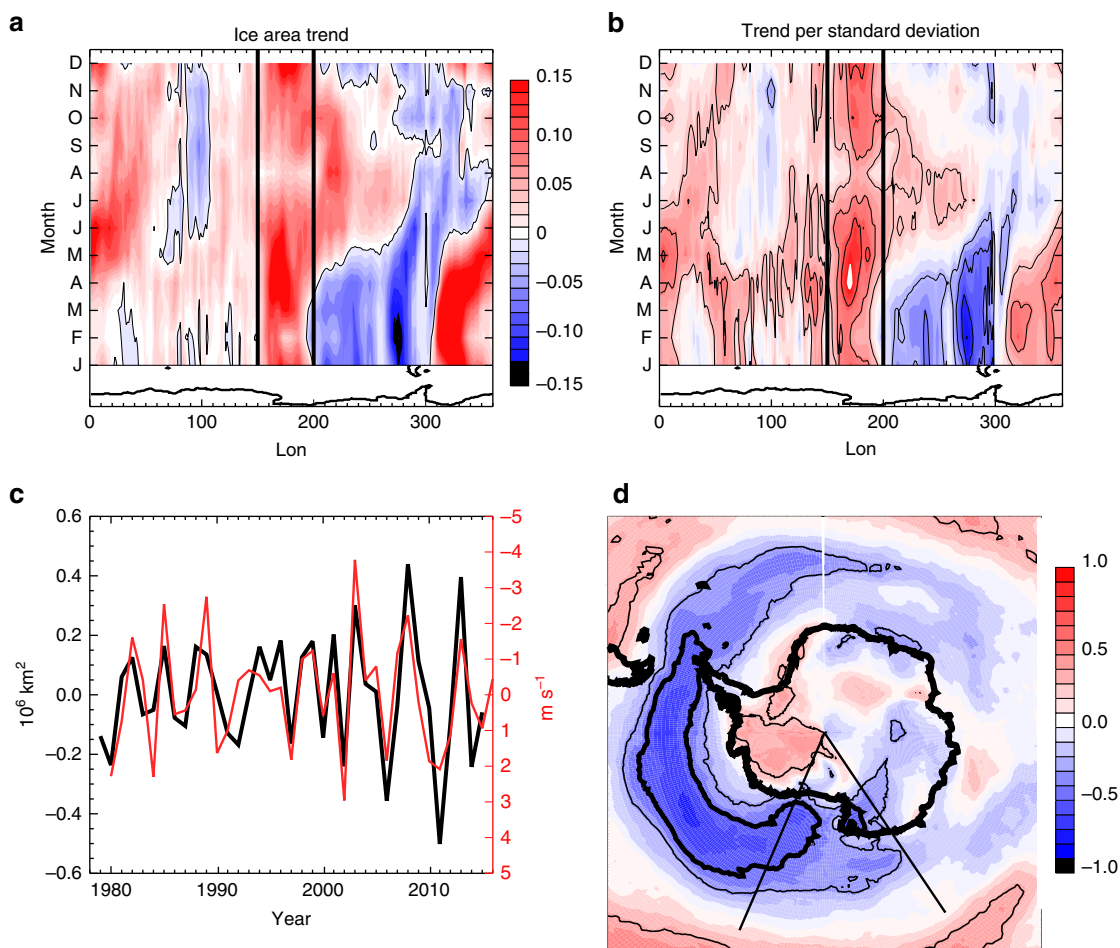 a
Ice area trend
D
N
O
S
A
J
J
M
A
M
F
J
Month
0 100 200 300
Lon
0.15
0.10
0.05
0
−0.05
−0.10
−0.15
b
Trend per standard deviation
D
N
O
S
A
J
J
M
A
M
F
J
Month
0 100 200 300
Lon
c
0.6
0.4
0.2
0.0
−0.2
−0.4
−0.6
10⁶ km²
1980 1990 2000 2010
Year
−5
−4
−3
−2
−1
0
1
2
3
4
5
m s⁻¹
d
1.0
0.5
0.0
−0.5
−1.0